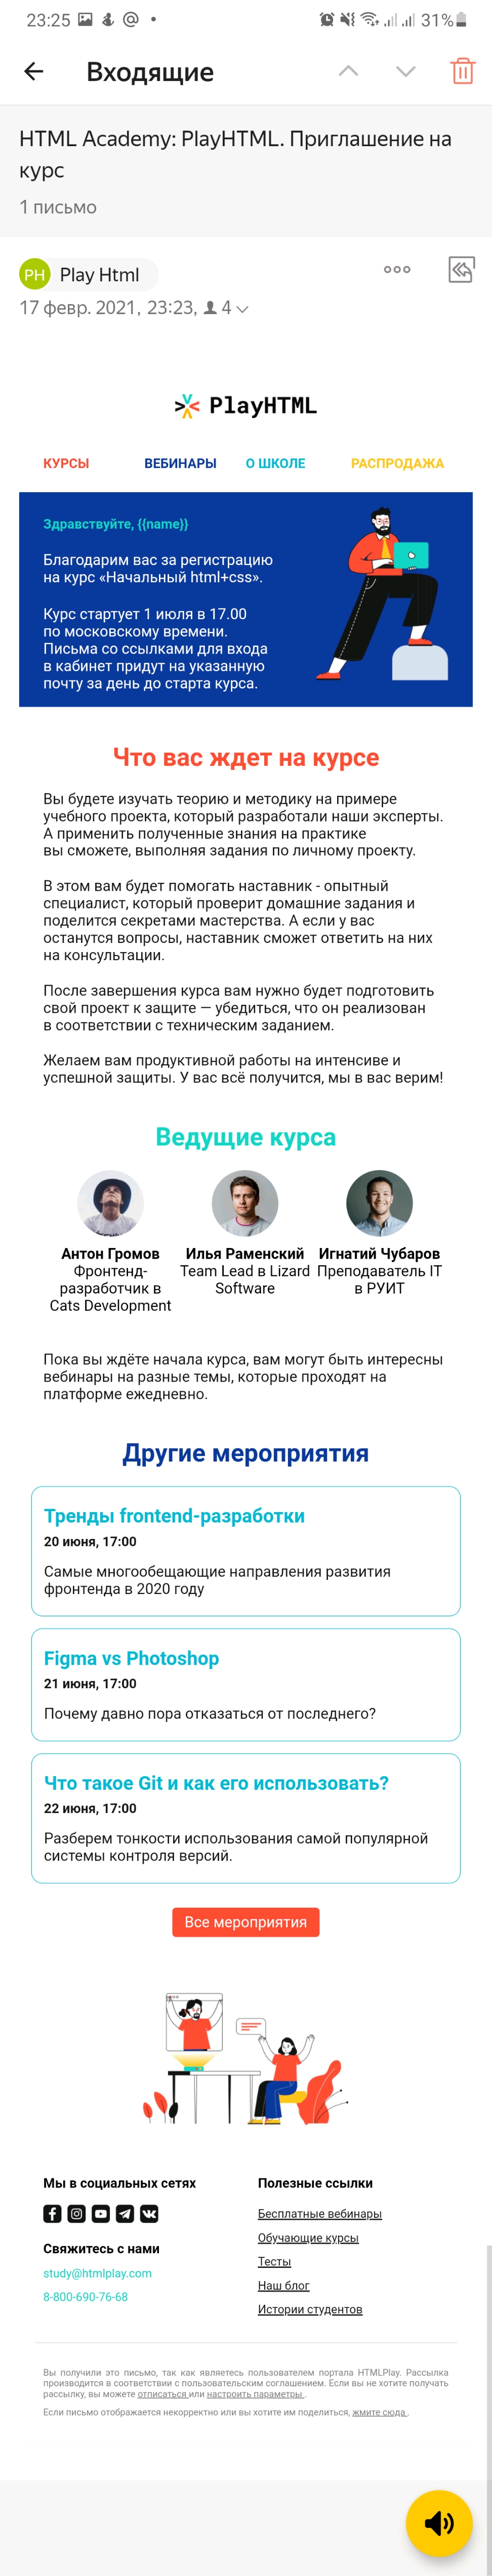 23:25
31%
Входящие
HTML Academy: PlayHTML. Приглашение на
курс
1 письмо
PH Play Html
17 февр. 2021, 23:23, 4
PlayHTML
КУРСЫ ВЕБИНАРЫ О ШКОЛЕ РАСПРОДАЖА
Здравствуйте, {{name}}
Благодарим вас за регистрацию
на курс «Начальный html+css».
Курс стартует 1 июля в 17.00
по московскому времени.
Письма со ссылками для входа
в кабинет придут на указанную
почту за день до старта курса.
Что вас ждет на курсе
Вы будете изучать теорию и методику на примере
учебного проекта, который разработали наши эксперты.
А применить полученные знания на практике
вы сможете, выполняя задания по личному проекту.
В этом вам будет помогать наставник - опытный
специалист, который проверит домашние задания и
поделится секретами мастерства. А если у вас
останутся вопросы, наставник сможет ответить на них
на консультации.
После завершения курса вам нужно будет подготовить
свой проект к защите — убедиться, что он реализован
в соответствии с техническим заданием.
Желаем вам продуктивной работы на интенсиве и
успешной защиты. У вас всё получится, мы в вас верим!
Ведущие курса
Антон Громов
Фронтенд-
разработчик в
Cats Development
Илья Раменский
Team Lead в Lizard
Software
Игнатий Чубаров
Преподаватель IT
в РУИТ
Пока вы ждёте начала курса, вам могут быть интересны
вебинары на разные темы, которые проходят на
платформе ежедневно.
Другие мероприятия
Тренды frontend-разработки
20 июня, 17:00
Самые многообещающие направления развития
фронтенда в 2020 году
Figma vs Photoshop
21 июня, 17:00
Почему давно пора отказаться от последнего?
Что такое Git и как его использовать?
22 июня, 17:00
Разберем тонкости использования самой популярной
системы контроля версий.
Все мероприятия
Мы в социальных сетях
Свяжитесь с нами
study@htmlplay.com
8-800-690-76-68
Полезные ссылки
Бесплатные вебинары
Обучающие курсы
Тесты
Наш блог
Истории студентов
Вы получили это письмо, так как являетесь пользователем портала HTMLPlay. Рассылка
производится в соответствии с пользовательским соглашением. Если вы не хотите получать
рассылку, вы можете отписаться или настроить параметры .
Если письмо отображается некорректно или вы хотите им поделиться, жмите сюда .